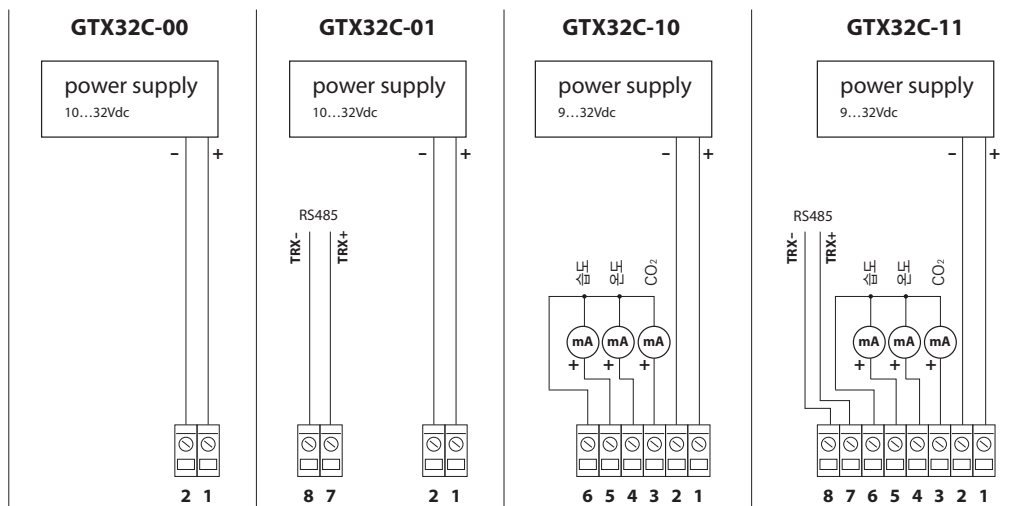 GTX32C-00
power supply
10…32Vdc
– +
2 1
GTX32C-01
power supply
10…32Vdc
– +
RS485
TRX–
TRX+
8 7
2 1
GTX32C-10
power supply
9…32Vdc
– +
습도
온도
CO₂
mA mA mA
+ + +
6 5 4 3 2 1
GTX32C-11
power supply
9…32Vdc
– +
RS485
TRX–
TRX+
습도
온도
CO₂
mA mA mA
+ + +
8 7 6 5 4 3 2 1